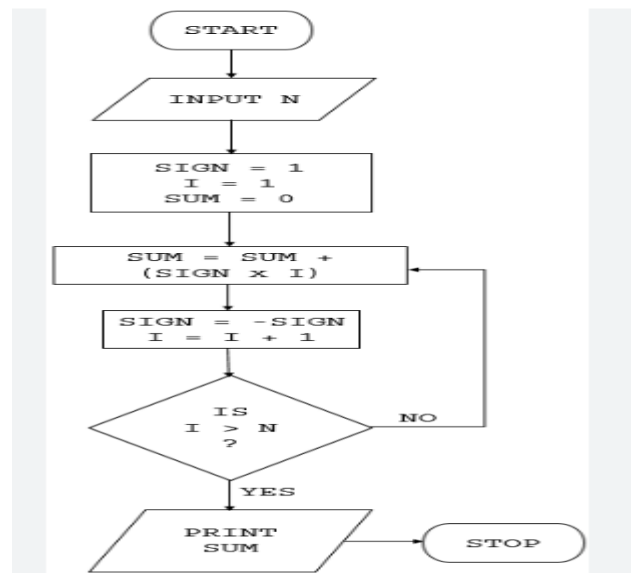 START
INPUT N
SIGN = 1
I = 1
SUM = 0
SUM = SUM +
(SIGN x I)
SIGN = -SIGN
I = I + 1
IS
I > N
?
NO
YES
PRINT
SUM
STOP